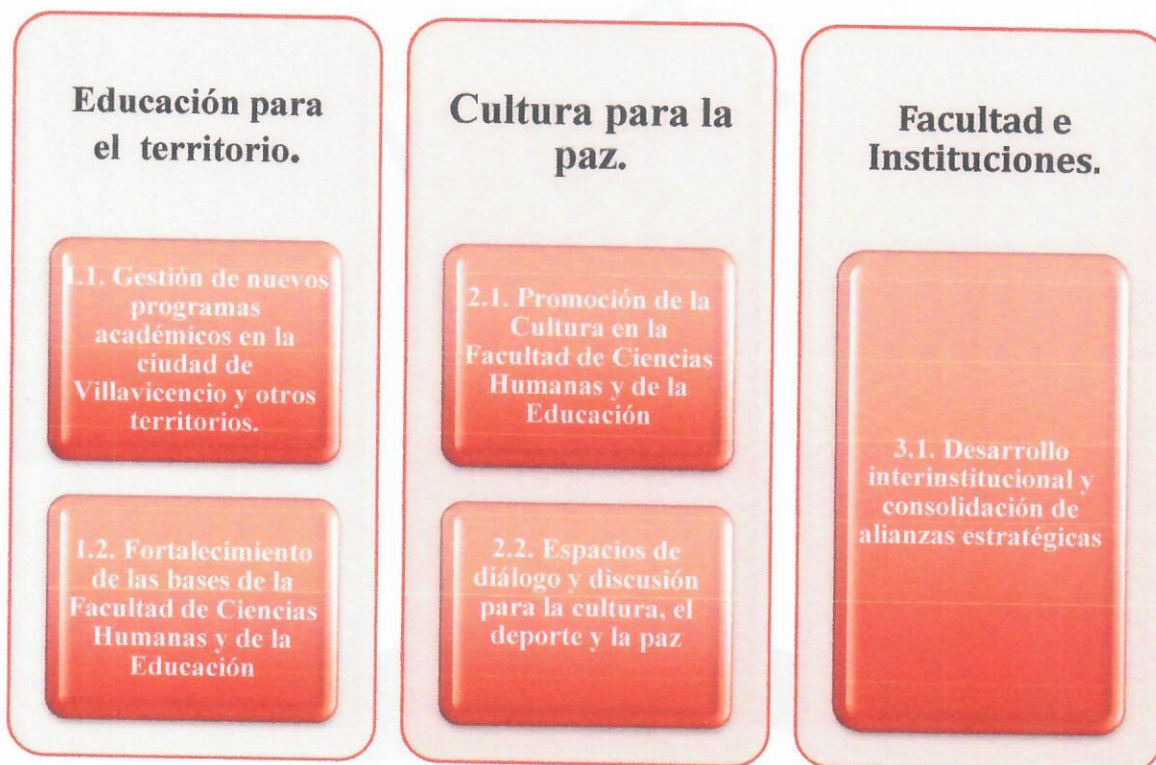 Educación para
el territorio.
1.1. Gestión de nuevos
programas
académicos en la
ciudad de
Villavicencio y otros
territorios.
1.2. Fortalecimiento
de las bases de la
Facultad de Ciencias
Humanas y de la
Educación
Cultura para la
paz.
2.1. Promoción de la
Cultura en la
Facultad de Ciencias
Humanas y de la
Educación
2.2. Espacios de
diálogo y discusión
para la cultura, el
deporte y la paz
Facultad e
Instituciones.
3.1. Desarrollo
interinstitucional y
consolidación de
alianzas estratégicas